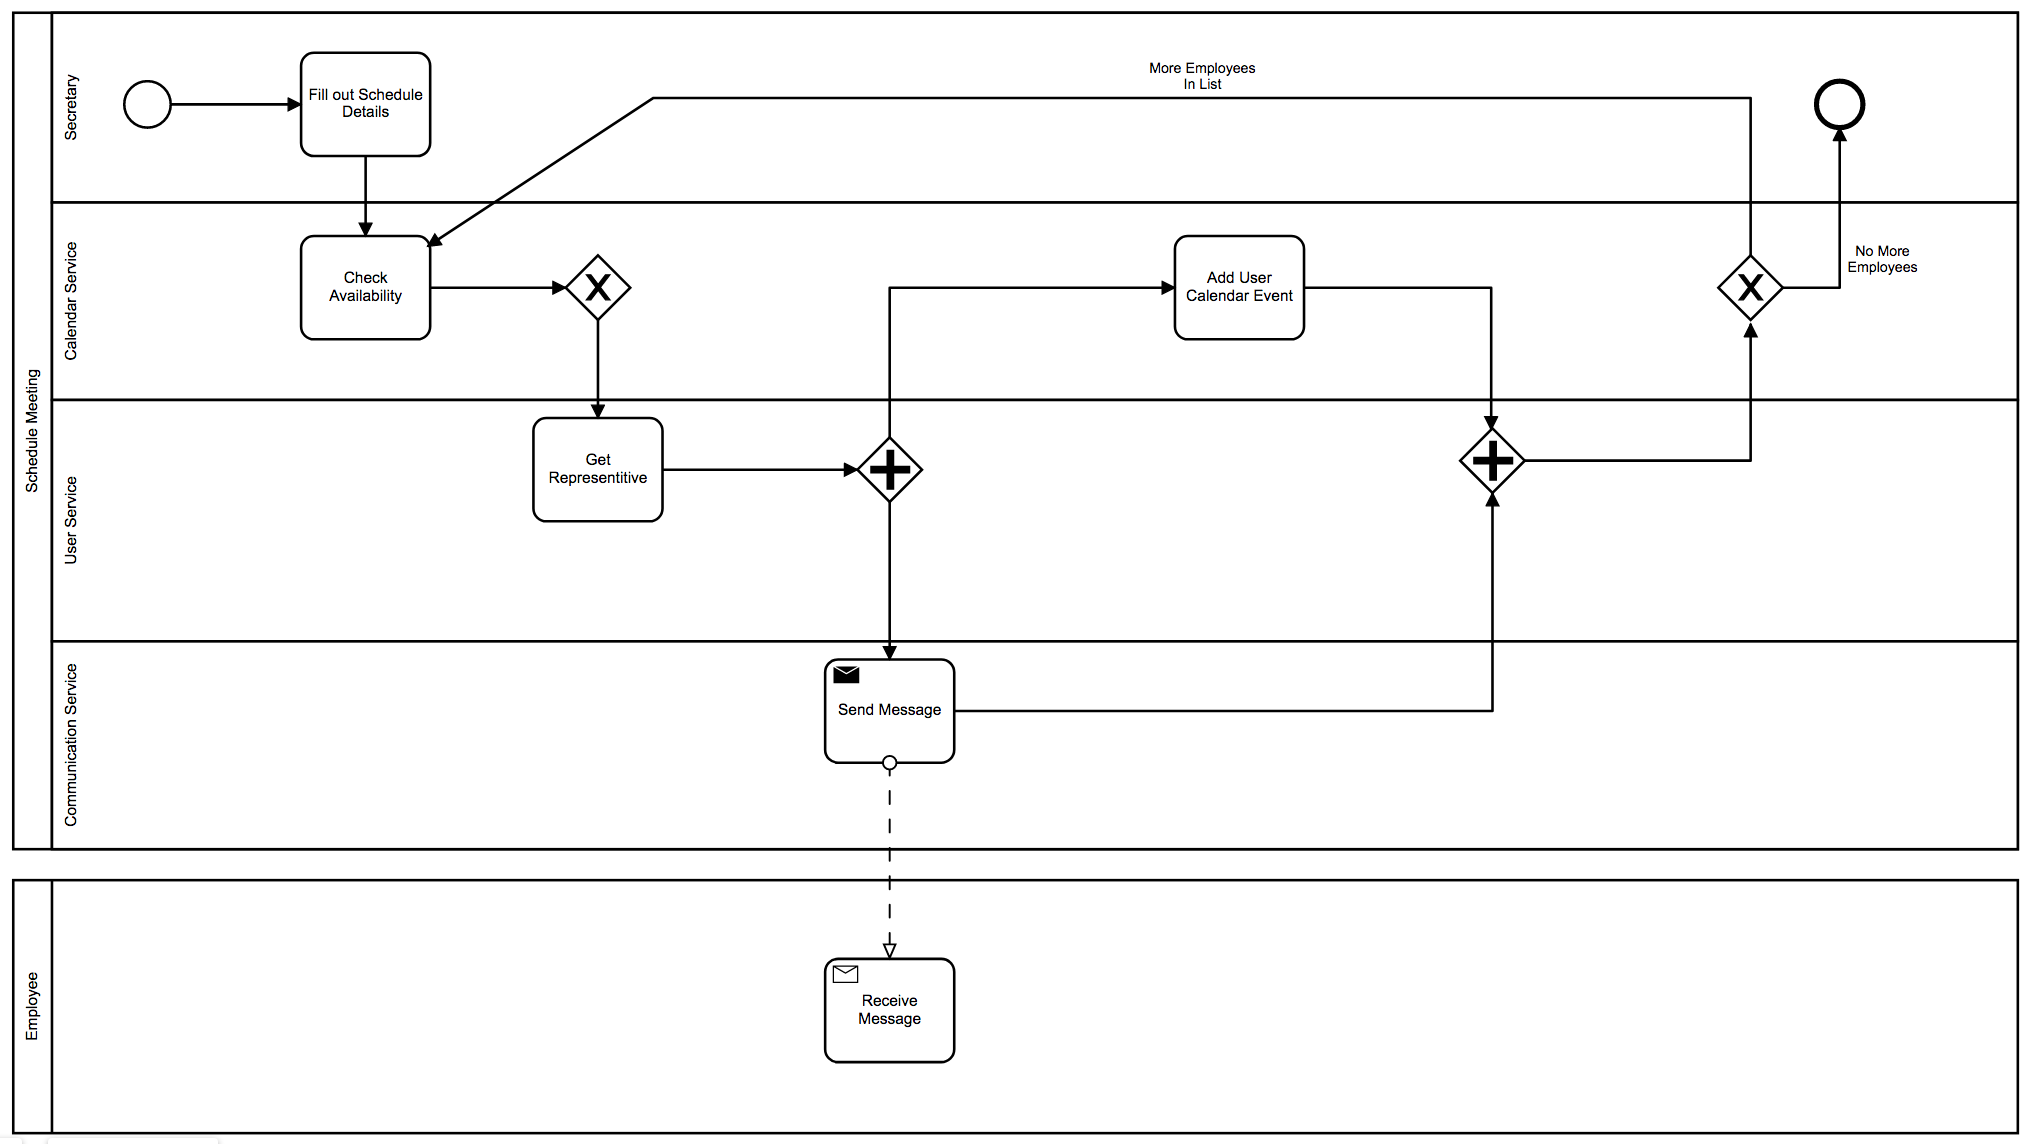 Schedule Meeting
Secretary
Fill out Schedule
Details
More Employees
In List
Calendar Service
Check
Availability
Add User
Calendar Event
No More
Employees
User Service
Get
Representitive
Communication Service
Send Message
Employee
Receive
Message